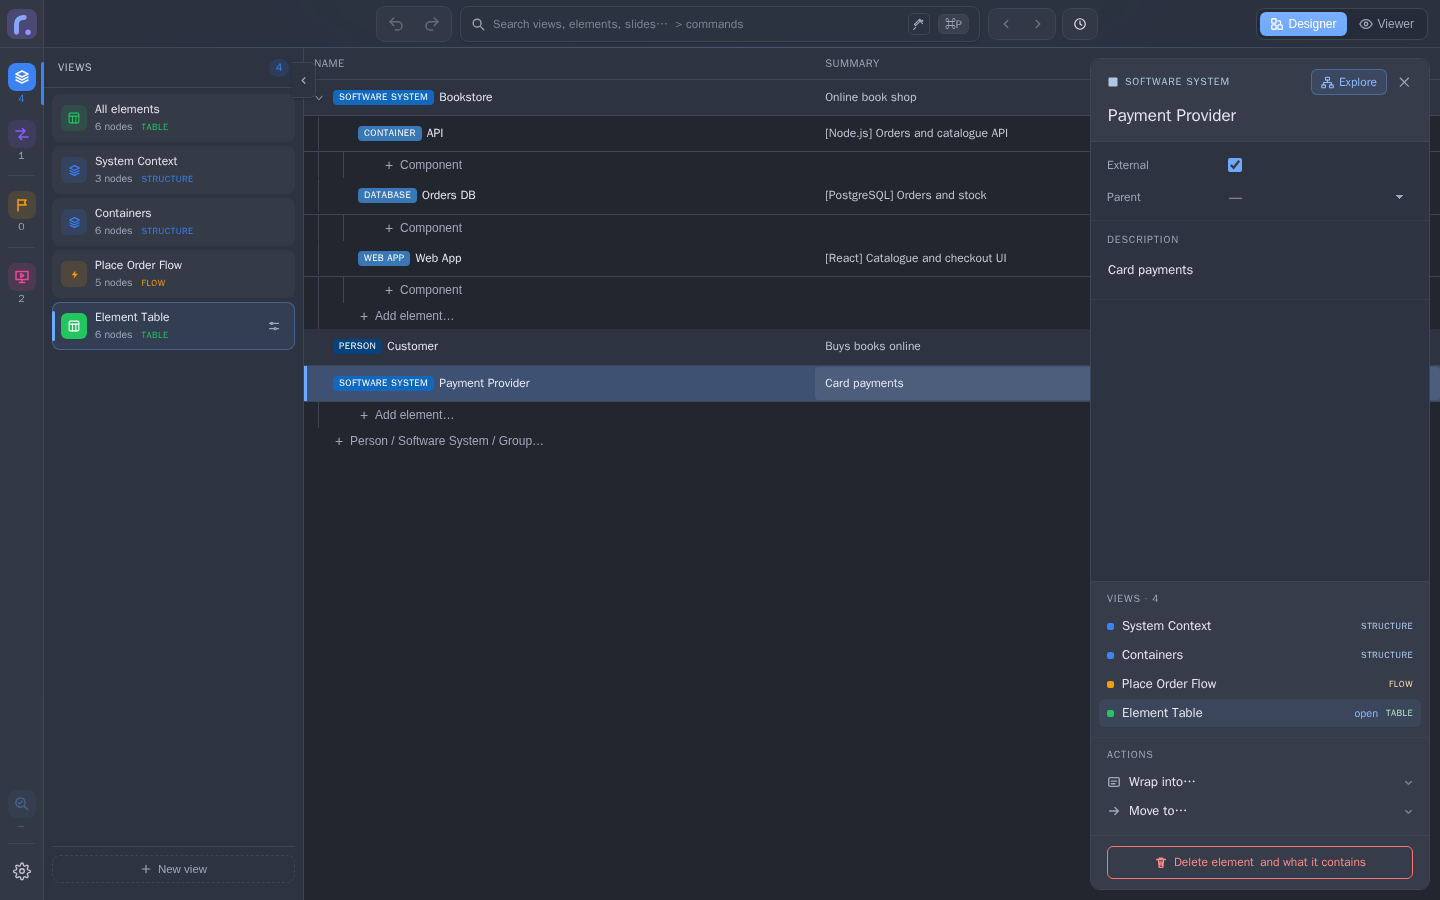 Search views, elements, slides··· > commands
⌘P
Designer
Viewer
4
1
0
2
–
VIEWS
4
All elements
6 nodes TABLE
System Context
3 nodes STRUCTURE
Containers
6 nodes STRUCTURE
Place Order Flow
5 nodes FLOW
Element Table
6 nodes TABLE
+ New view
NAME SUMMARY
SOFTWARE SYSTEM Bookstore Online book shop
CONTAINER API [Node.js] Orders and catalogue API
+ Component
DATABASE Orders DB [PostgreSQL] Orders and stock
+ Component
WEB APP Web App [React] Catalogue and checkout UI
+ Component
+ Add element...
PERSON Customer Buys books online
SOFTWARE SYSTEM Payment Provider Card payments
+ Add element...
+ Person / Software System / Group...
SOFTWARE SYSTEM
Explore
Payment Provider
External
Parent —
DESCRIPTION
Card payments
VIEWS · 4
System Context STRUCTURE
Containers STRUCTURE
Place Order Flow FLOW
Element Table open TABLE
ACTIONS
Wrap into···
Move to···
Delete element and what it contains